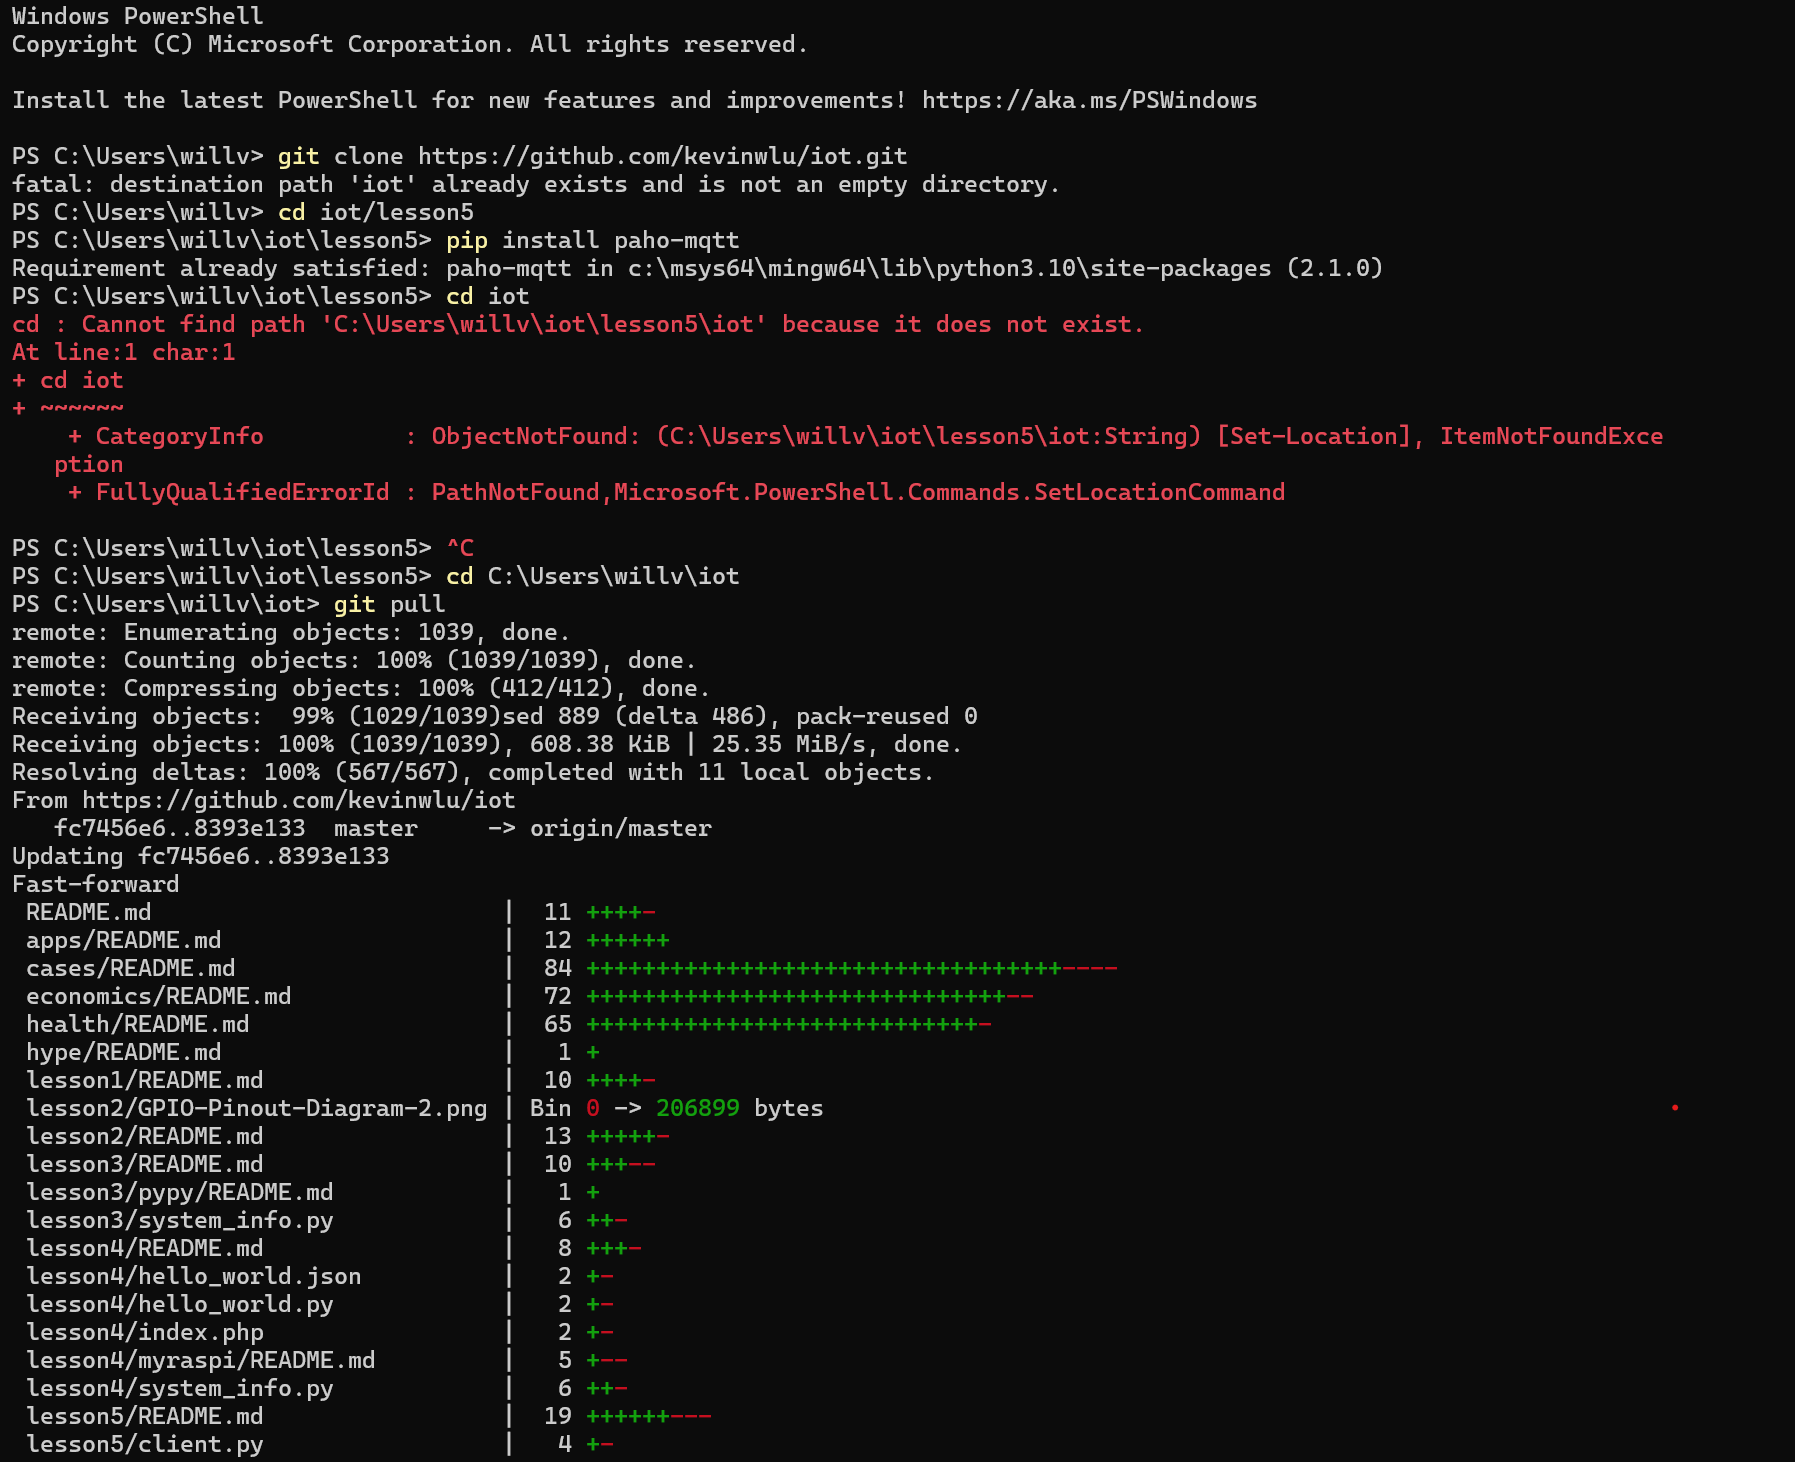 Windows PowerShell
Copyright (C) Microsoft Corporation. All rights reserved.
Install the latest PowerShell for new features and improvements! https://aka.ms/PSWindows
PS C:\Users\willv> git clone https://github.com/kevinwlu/iot.git
fatal: destination path 'iot' already exists and is not an empty directory.
PS C:\Users\willv> cd iot/lesson5
PS C:\Users\willv\iot\lesson5> pip install paho-mqtt
Requirement already satisfied: paho-mqtt in c:\msys64\mingw64\lib\python3.10\site-packages (2.1.0)
PS C:\Users\willv\iot\lesson5> cd iot
cd : Cannot find path 'C:\Users\willv\iot\lesson5\iot' because it does not exist.
At line:1 char:1
+ cd iot
+ ~~~~~~
    + CategoryInfo          : ObjectNotFound: (C:\Users\willv\iot\lesson5\iot:String) [Set-Location], ItemNotFoundExce
   ption
    + FullyQualifiedErrorId : PathNotFound,Microsoft.PowerShell.Commands.SetLocationCommand
PS C:\Users\willv\iot\lesson5> ^C
PS C:\Users\willv\iot\lesson5> cd C:\Users\willv\iot
PS C:\Users\willv\iot> git pull
remote: Enumerating objects: 1039, done.
remote: Counting objects: 100% (1039/1039), done.
remote: Compressing objects: 100% (412/412), done.
Receiving objects:  99% (1029/1039)sed 889 (delta 486), pack-reused 0
Receiving objects: 100% (1039/1039), 608.38 KiB | 25.35 MiB/s, done.
Resolving deltas: 100% (567/567), completed with 11 local objects.
From https://github.com/kevinwlu/iot
   fc7456e6..8393e133  master     -> origin/master
Updating fc7456e6..8393e133
Fast-forward
 README.md                         |  11 ++++-
 apps/README.md                    |  12 ++++++
 cases/README.md                   |  84 ++++++++++++++++++++++++++++++++++----
 economics/README.md               |  72 ++++++++++++++++++++++++++++++--
 health/README.md                  |  65 ++++++++++++++++++++++++++++-
 hype/README.md                    |   1 +
 lesson1/README.md                 |  10 ++++-
 lesson2/GPIO-Pinout-Diagram-2.png | Bin 0 -> 206899 bytes
 lesson2/README.md                 |  13 +++++-
 lesson3/README.md                 |  10 +++--
 lesson3/pypy/README.md            |   1 +
 lesson3/system_info.py            |   6 ++-
 lesson4/README.md                 |   8 +++-
 lesson4/hello_world.json          |   2 +-
 lesson4/hello_world.py            |   2 +-
 lesson4/index.php                 |   2 +-
 lesson4/myraspi/README.md         |   5 +--
 lesson4/system_info.py            |   6 ++-
 lesson5/README.md                 |  19 ++++++---
 lesson5/client.py                 |   4 +-